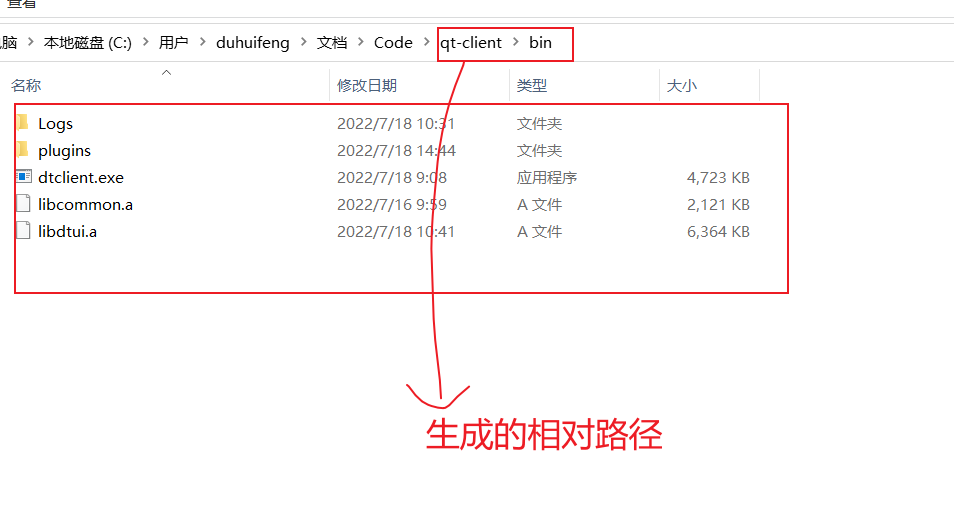 查看
脑 > 本地磁盘 (C:) > 用户 > duhuifeng > 文档 > Code > qt-client > bin
名称 修改日期 类型 大小
Logs 2022/7/18 10:31 文件夹
plugins 2022/7/18 14:44 文件夹
dtclient.exe 2022/7/18 9:08 应用程序 4,723 KB
libcommon.a 2022/7/16 9:59 A 文件 2,121 KB
libdtui.a 2022/7/18 10:41 A 文件 6,364 KB
生成的相对路径